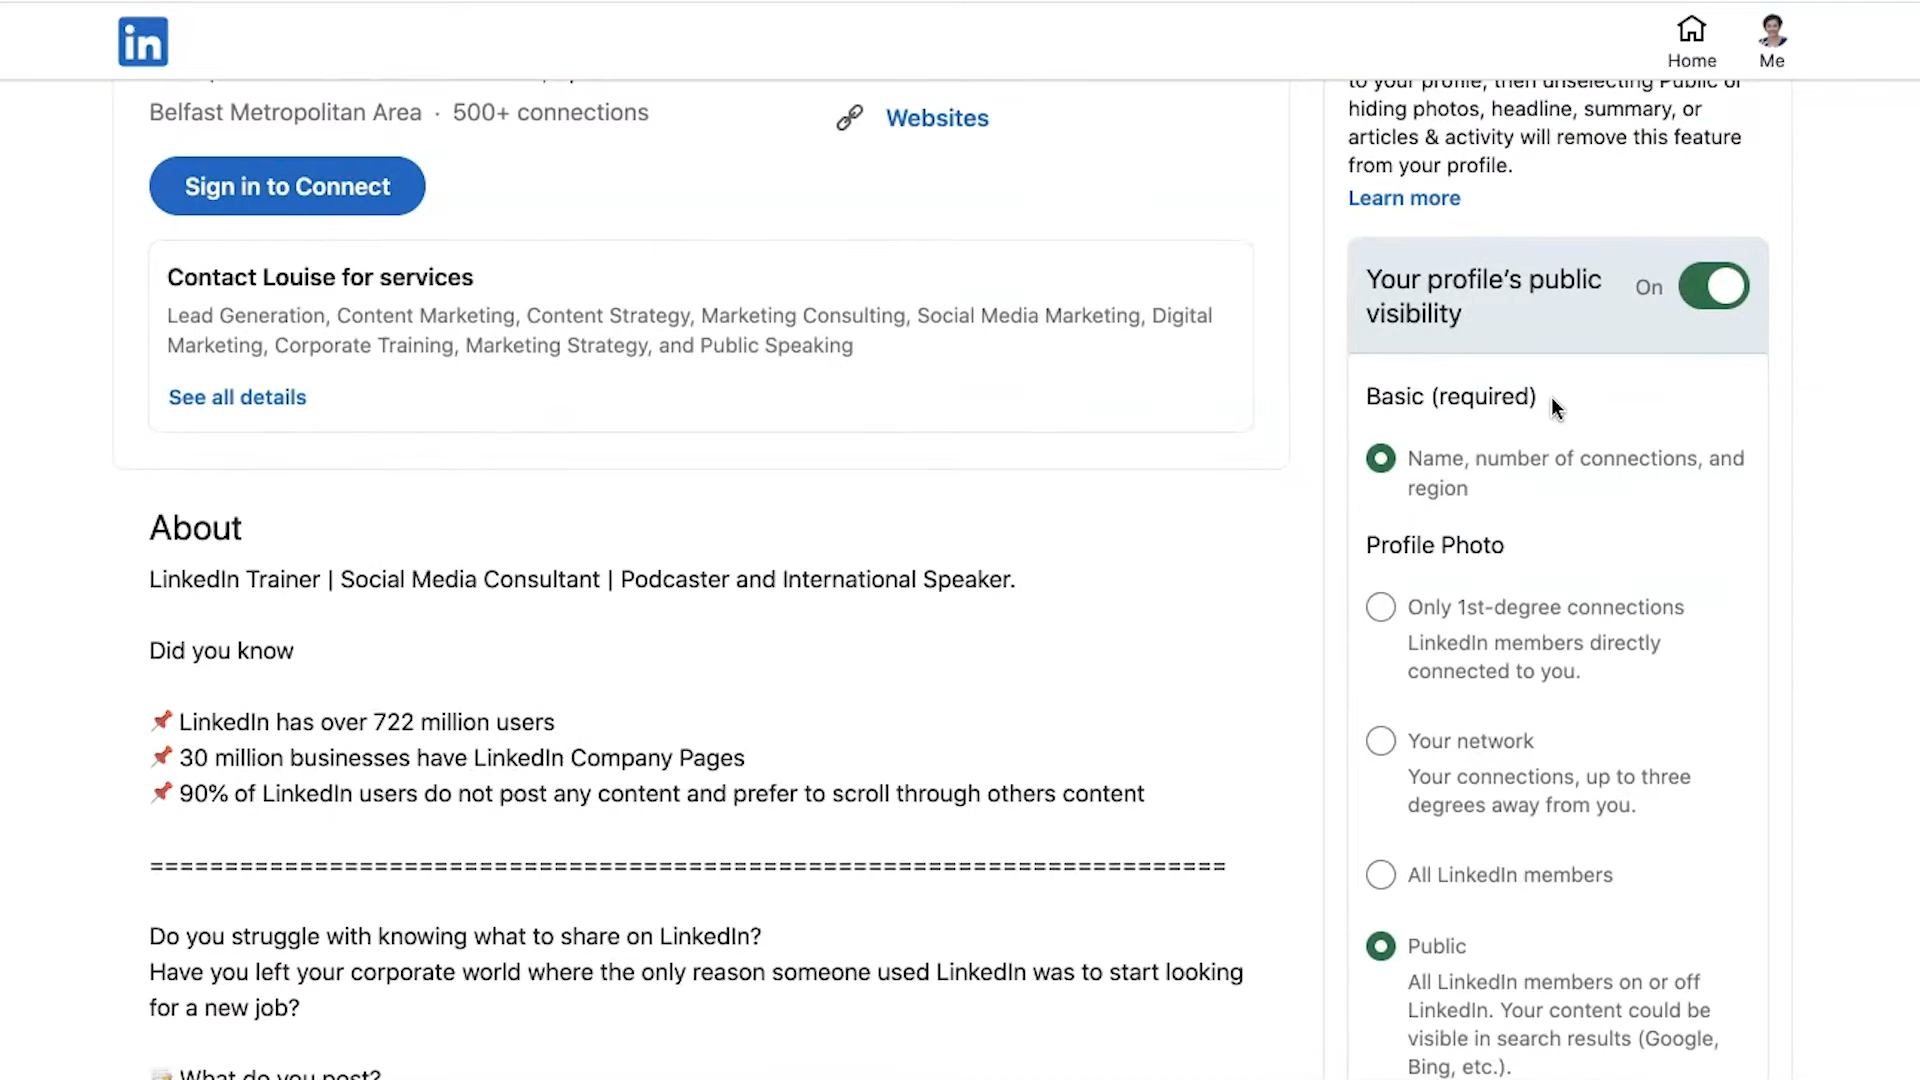 in
Home
Me
Belfast Metropolitan Area · 500+ connections
Websites
Sign in to Connect
Contact Louise for services
Lead Generation, Content Marketing, Content Strategy, Marketing Consulting, Social Media Marketing, Digital
Marketing, Corporate Training, Marketing Strategy, and Public Speaking
See all details
About
LinkedIn Trainer | Social Media Consultant | Podcaster and International Speaker.
Did you know
📌 LinkedIn has over 722 million users
📌 30 million businesses have LinkedIn Company Pages
📌 90% of LinkedIn users do not post any content and prefer to scroll through others content
========================================================================
Do you struggle with knowing what to share on LinkedIn?
Have you left your corporate world where the only reason someone used LinkedIn was to start looking
for a new job?
What do you post?
to your profile, then unselecting Public or
hiding photos, headline, summary, or
articles & activity will remove this feature
from your profile.
Learn more
Your profile’s public
visibility
On
Basic (required)
Name, number of connections, and
region
Profile Photo
Only 1st-degree connections
LinkedIn members directly
connected to you.
Your network
Your connections, up to three
degrees away from you.
All LinkedIn members
Public
All LinkedIn members on or off
LinkedIn. Your content could be
visible in search results (Google,
Bing, etc.).